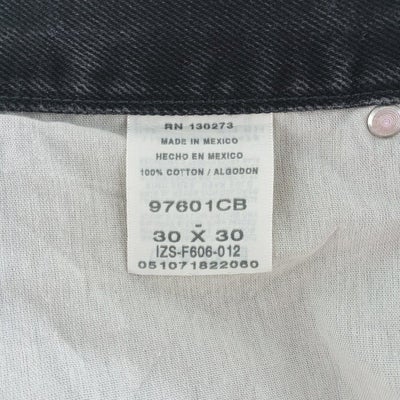 RN 130273
MADE IN MEXICO
HECHO EN MEXICO
100% COTTON / ALGODON
97601CB
-
30 X 30
IZS-F606-012
051071822060